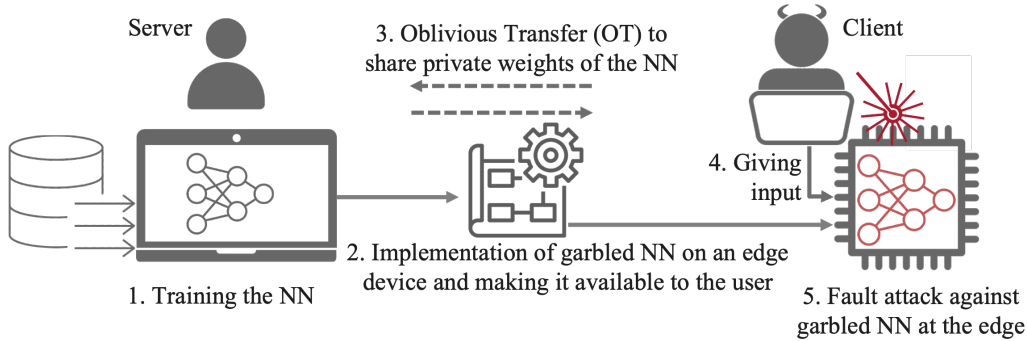 Server
3. Oblivious Transfer (OT) to
share private weights of the NN
Client
4. Giving
input
2. Implementation of garbled NN on an edge
device and making it available to the user
1. Training the NN
5. Fault attack against
garbled NN at the edge